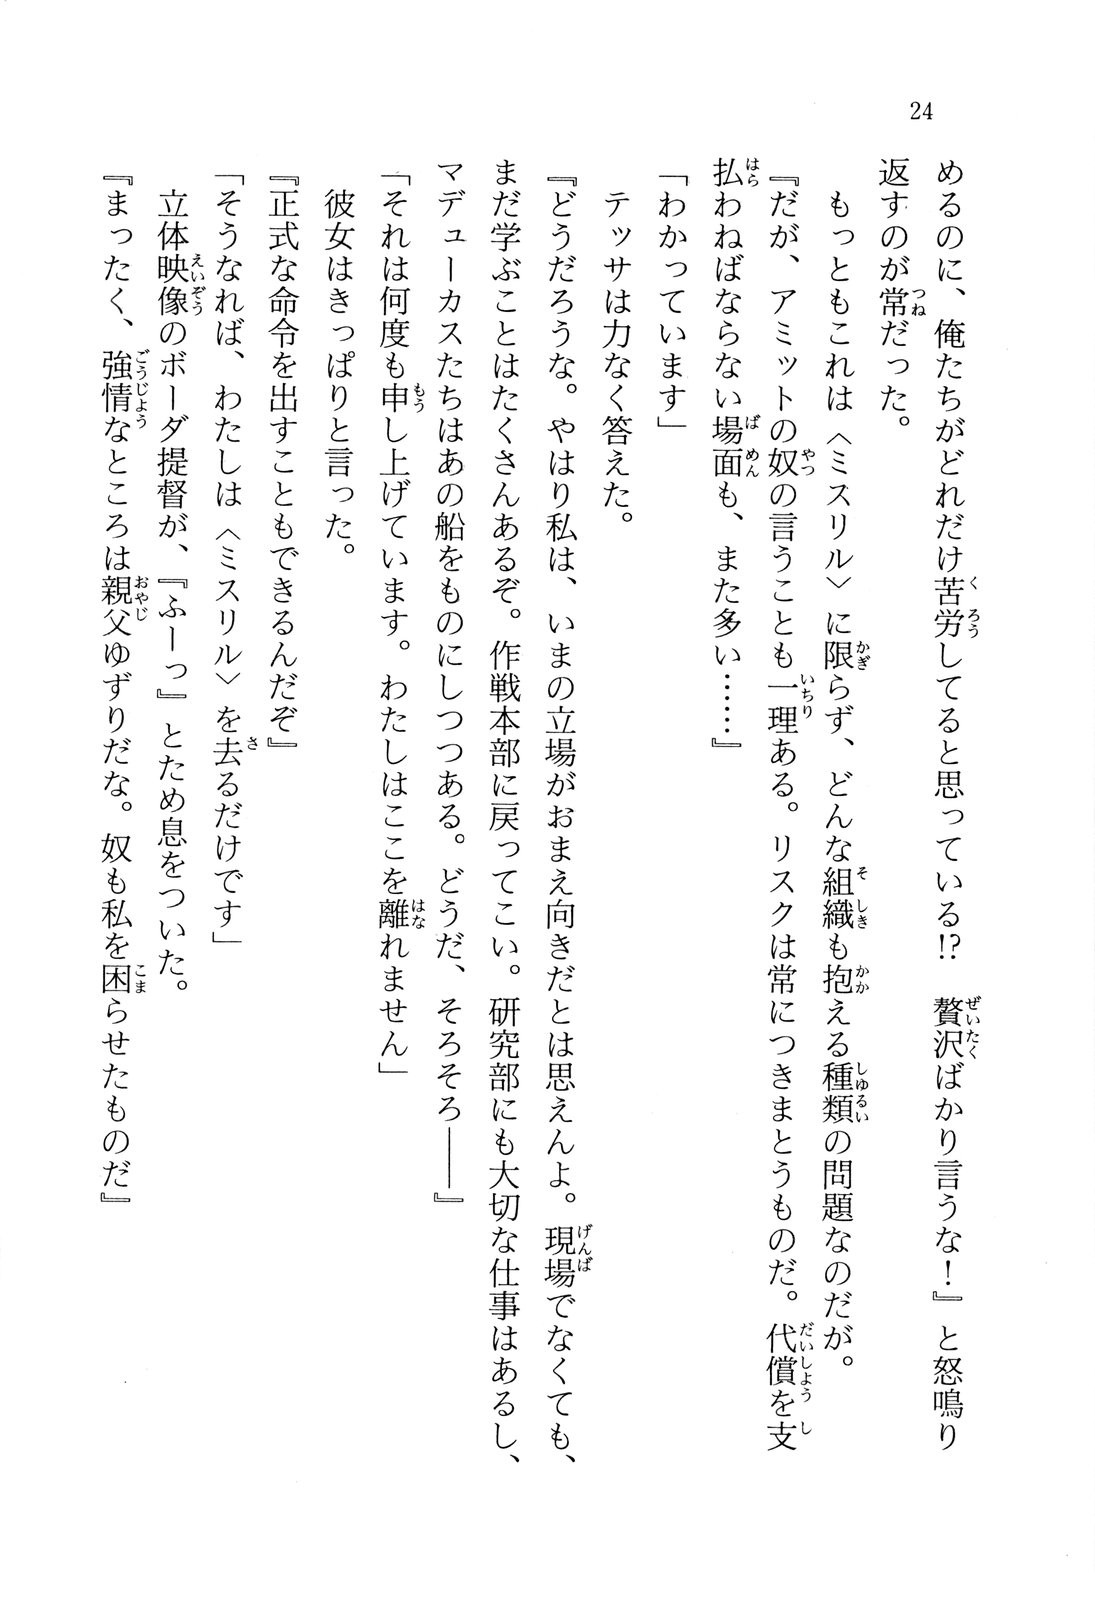 24
めるのに、俺たちがどれだけ苦労してると思っている!?　贅沢ばかり言うな！』と怒鳴り
返すのが常だった。
　もっともこれは〈ミスリル〉に限らず、どんな組織も抱える種類の問題なのだが。
『だが、アミットの奴の言うことも一理ある。リスクは常につきまとうものだ。代償を支
払わねばならない場面も、また多い……』
「わかっています」
　テッサは力なく答えた。
『どうだろうな。やはり私は、いまの立場がおまえ向きだとは思えんよ。現場でなくても、
まだ学ぶことはたくさんあるぞ。作戦本部に戻ってこい。研究部にも大切な仕事はあるし、
マデューカスたちはあの船をものにしつつある。どうだ、そろそろ――』
「それは何度も申し上げています。わたしはここを離れません」
　彼女はきっぱりと言った。
『正式な命令を出すこともできるんだぞ』
「そうなれば、わたしは〈ミスリル〉を去るだけです」
　立体映像のボーダ提督が、『ふーっ』とため息をついた。
『まったく、強情なところは親父ゆずりだな。奴も私を困らせたものだ』